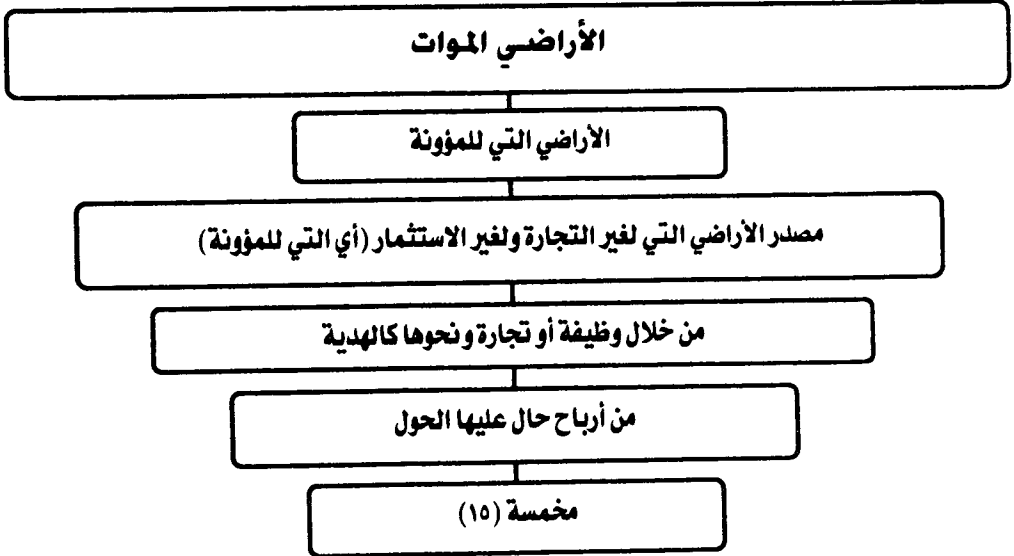 الأراضي الموات
الأراضي التي للمؤونة
مصدر الأراضي التي لغير التجارة ولغير الاستثمار (أي التي للمؤونة)
من خلال وظيفة أو تجارة ونحوها كالهدية
من أرباح حال عليها الحول
مخمسة (١٥)